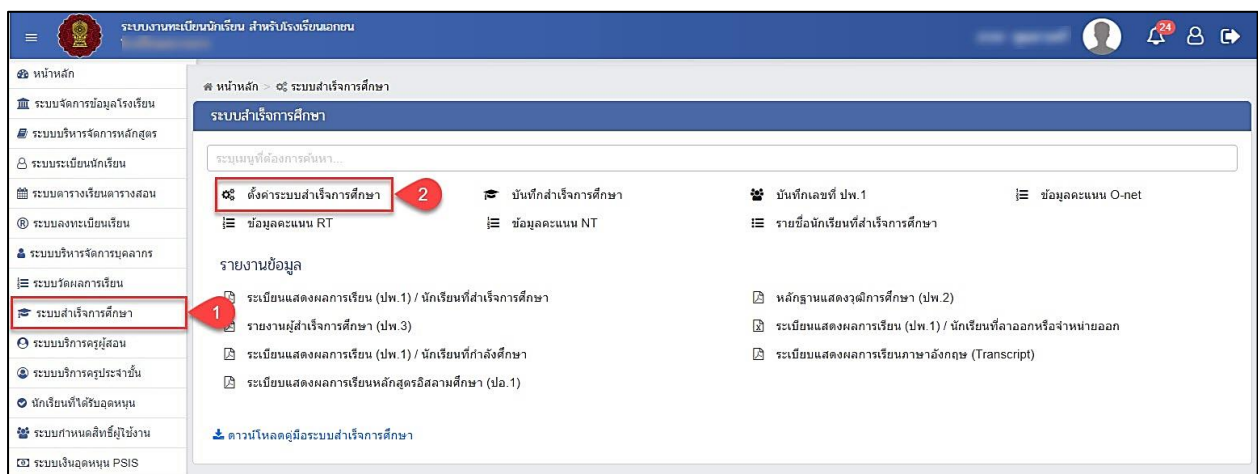 ระบบงานทะเบียนนักเรียน สำหรับโรงเรียนเอกชน
24
หน้าหลัก
ระบบจัดการข้อมูลโรงเรียน
ระบบบริหารจัดการหลักสูตร
ระบบระเบียนนักเรียน
ระบบตารางเรียนตารางสอน
ระบบลงทะเบียนเรียน
ระบบบริหารจัดการบุคลากร
ระบบวัดผลการเรียน
ระบบสำเร็จการศึกษา
1
ระบบบริการครูผู้สอน
ระบบบริการครูประจำชั้น
นักเรียนที่ได้รับอุดหนุน
ระบบกำหนดสิทธิ์ผู้ใช้งาน
ระบบเงินอุดหนุน PSIS
หน้าหลัก > ระบบสำเร็จการศึกษา
ระบบสำเร็จการศึกษา
ระบุเมนูที่ต้องการค้นหา...
ตั้งค่าระบบสำเร็จการศึกษา 2 บันทึกสำเร็จการศึกษา บันทึกเลขที่ ปพ.1 ข้อมูลคะแนน O-net
ข้อมูลคะแนน RT ข้อมูลคะแนน NT รายชื่อนักเรียนที่สำเร็จการศึกษา
รายงานข้อมูล
ระเบียนแสดงผลการเรียน (ปพ.1) / นักเรียนที่สำเร็จการศึกษา หลักฐานแสดงวุฒิการศึกษา (ปพ.2)
รายงานผู้สำเร็จการศึกษา (ปพ.3) ระเบียนแสดงผลการเรียน (ปพ.1) / นักเรียนที่ลาออกหรือจำหน่ายออก
ระเบียนแสดงผลการเรียน (ปพ.1) / นักเรียนที่กำลังศึกษา ระเบียบแสดงผลการเรียนภาษาอังกฤษ (Transcript)
ระเบียบแสดงผลการเรียนหลักสูตรอิสลามศึกษา (ปอ.1)
ดาวน์โหลดคู่มือระบบสำเร็จการศึกษา